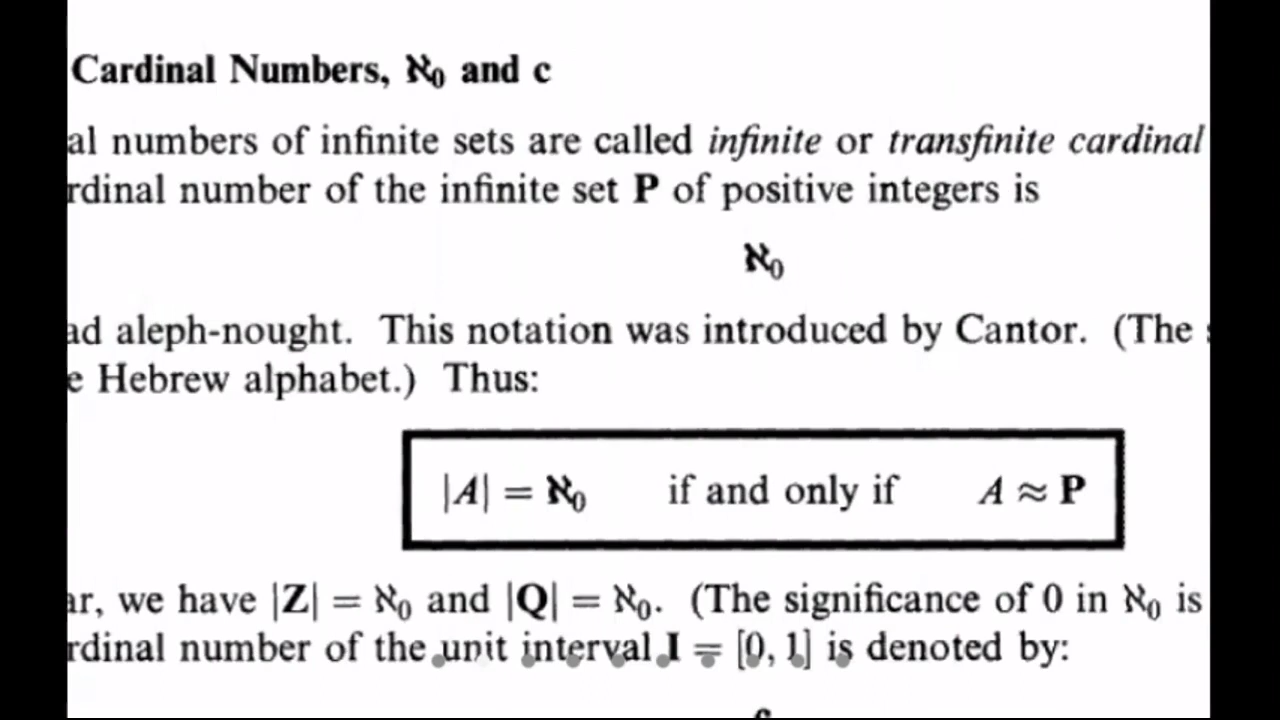 Cardinal Numbers, ℵ₀ and c
al numbers of infinite sets are called infinite or transfinite cardinal
rdinal number of the infinite set P of positive integers is
ℵ₀
ad aleph-nought. This notation was introduced by Cantor. (The
e Hebrew alphabet.) Thus:
|A| = ℵ₀ if and only if A ≈ P
ar, we have |Z| = ℵ₀ and |Q| = ℵ₀. (The significance of 0 in ℵ₀ is
rdinal number of the unit interval I = [0, 1] is denoted by: